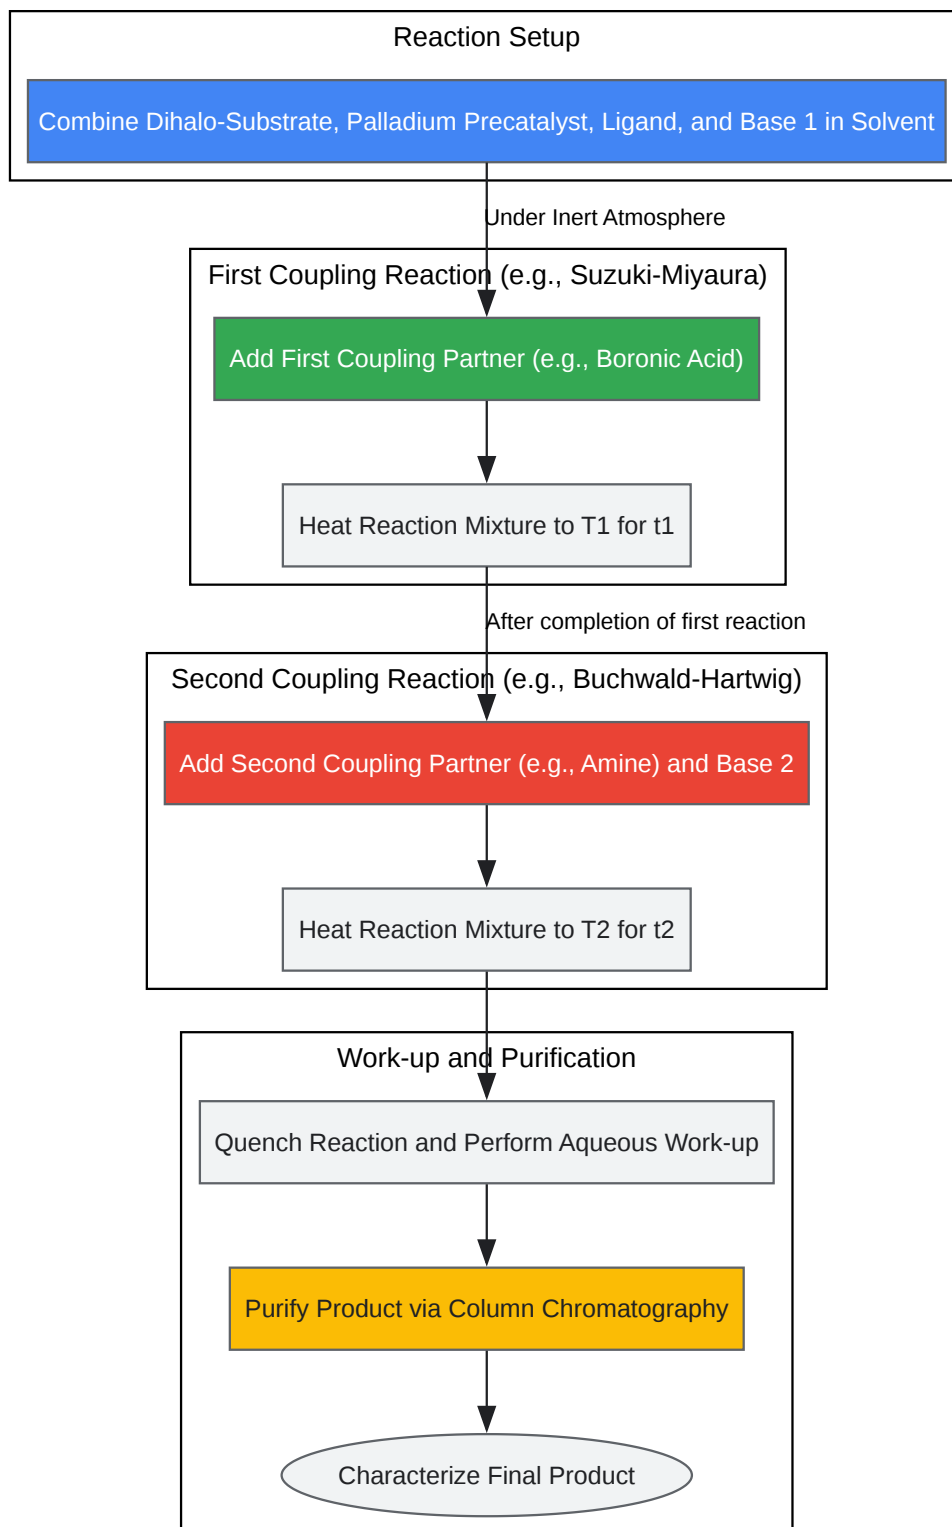 Reaction Setup
Combine Dihalo-Substrate, Palladium Precatalyst, Ligand, and Base 1 in Solvent
Under Inert Atmosphere
First Coupling Reaction (e.g., Suzuki-Miyaura)
Add First Coupling Partner (e.g., Boronic Acid)
Heat Reaction Mixture to T1 for t1
After completion of first reaction
Second Coupling Reaction (e.g., Buchwald-Hartwig)
Add Second Coupling Partner (e.g., Amine) and Base 2
Heat Reaction Mixture to T2 for t2
Work-up and Purification
Quench Reaction and Perform Aqueous Work-up
Purify Product via Column Chromatography
Characterize Final Product